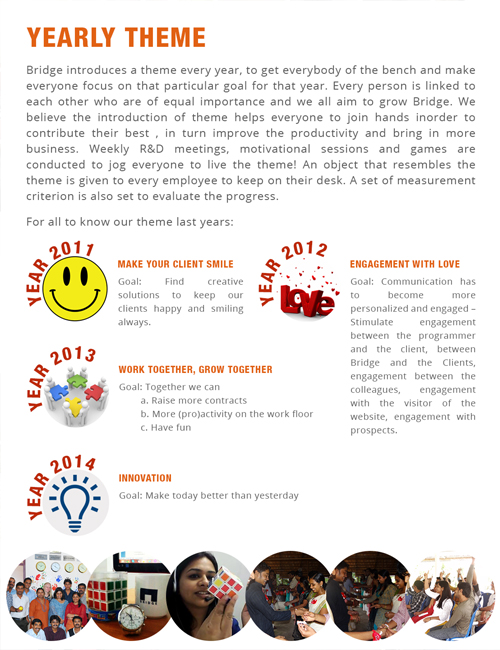 YEARLY THEME
Bridge introduces a theme every year, to get everybody of the bench and make
everyone focus on that particular goal for that year. Every person is linked to
each other who are of equal importance and we all aim to grow Bridge. We
believe the introduction of theme helps everyone to join hands inorder to
contribute their best , in turn improve the productivity and bring in more
business. Weekly R&D meetings, motivational sessions and games are
conducted to jog everyone to live the theme! An object that resembles the
theme is given to every employee to keep on their desk. A set of measurement
criterion is also set to evaluate the progress.
For all to know our theme last years:
YEAR 2011
MAKE YOUR CLIENT SMILE
Goal: Find creative
solutions to keep our
clients happy and smiling
always.
YEAR 2012
Love
ENGAGEMENT WITH LOVE
Goal: Communication has
to become more
personalized and engaged –
Stimulate engagement
between the programmer
and the client, between
Bridge and the Clients,
engagement between the
colleagues, engagement
with the visitor of the
website, engagement with
prospects.
YEAR 2013
WORK TOGETHER, GROW TOGETHER
Goal: Together we can
a. Raise more contracts
b. More (pro)activity on the work floor
c. Have fun
YEAR 2014
INNOVATION
Goal: Make today better than yesterday